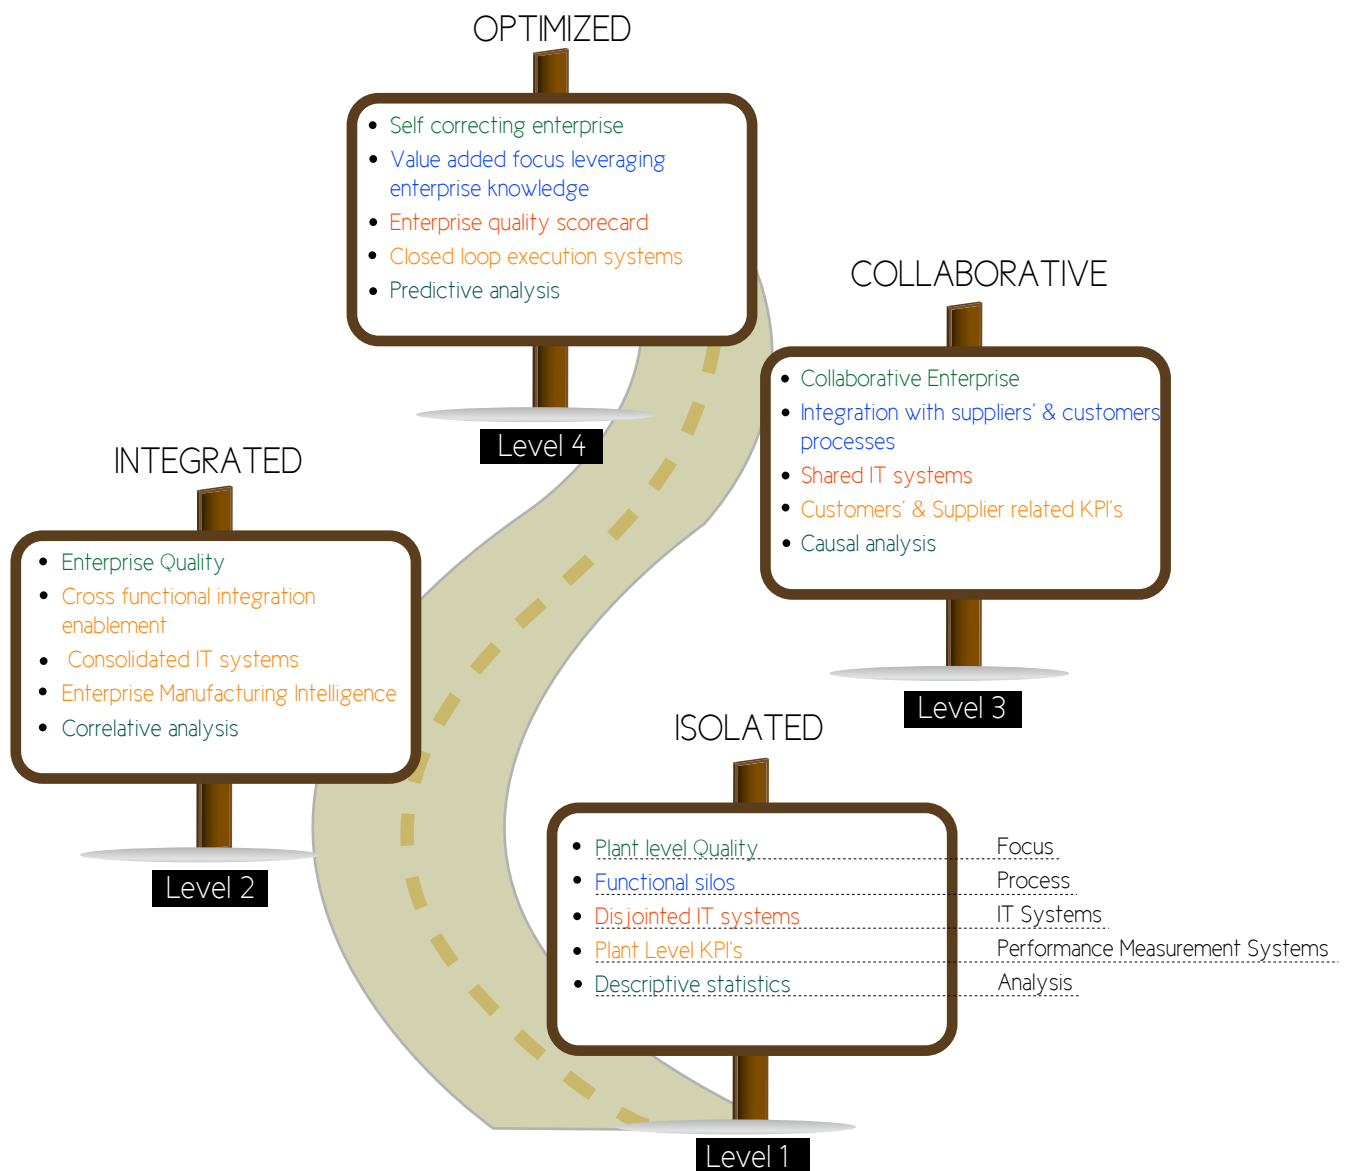 OPTIMIZED
Self correcting enterprise
Value added focus leveraging
enterprise knowledge
Enterprise quality scorecard
Closed loop execution systems
Predictive analysis
Level 4
COLLABORATIVE
Collaborative Enterprise
Integration with suppliers' & customers'
processes
Shared IT systems
Customers' & Supplier related KPI's
Causal analysis
Level 3
INTEGRATED
Enterprise Quality
Cross functional integration
enablement
Consolidated IT systems
Enterprise Manufacturing Intelligence
Correlative analysis
Level 2
ISOLATED
Plant level Quality Focus
Functional silos Process
Disjointed IT systems IT Systems
Plant Level KPI's Performance Measurement Systems
Descriptive statistics Analysis
Level 1